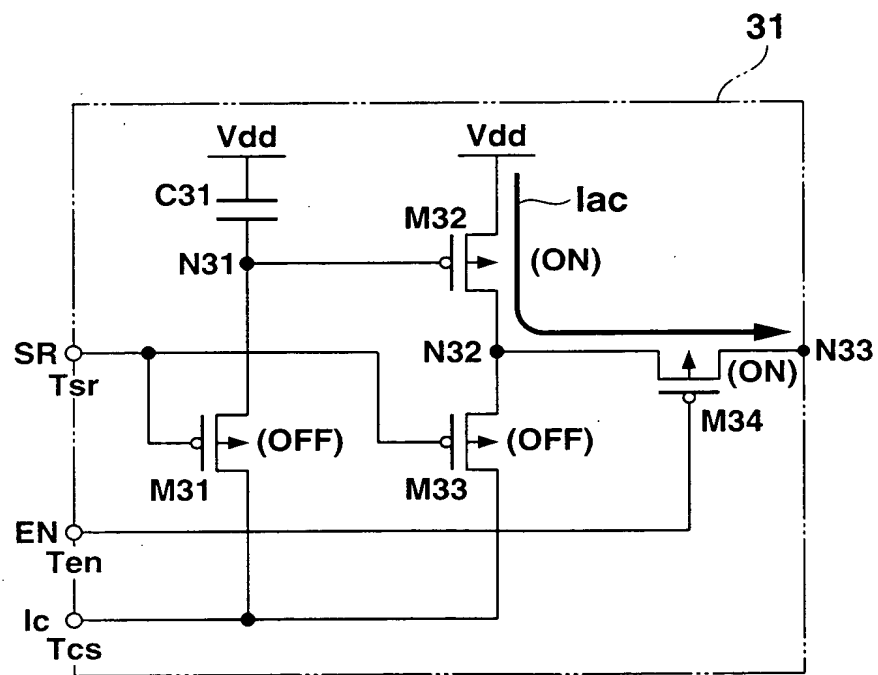 31
Vdd
Vdd
C31
Iac
M32
N31
(ON)
SR
N32
N33
Tsr
(ON)
(OFF)
(OFF)
M34
M31
M33
EN
Ten
Ic
Tcs